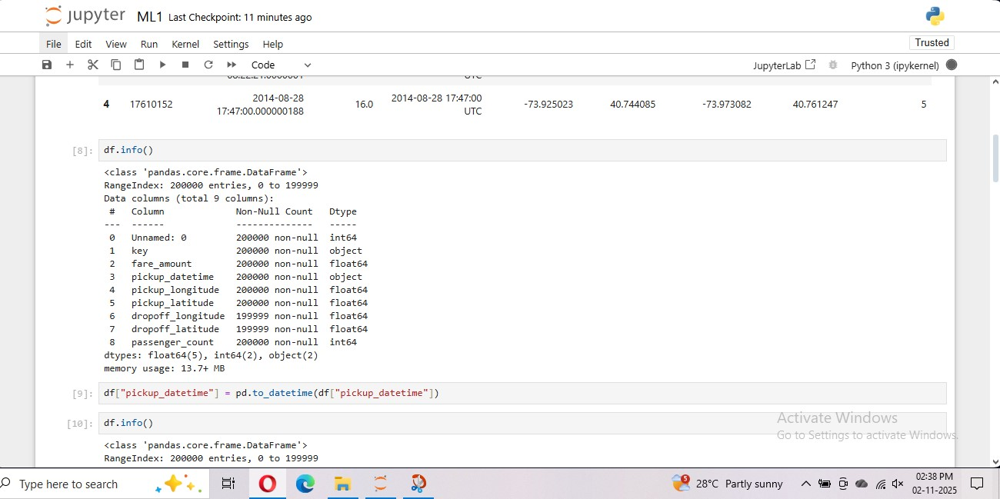 jupyter ML1 Last Checkpoint: 11 minutes ago
File Edit View Run Kernel Settings Help
Trusted
Code
JupyterLab
Python 3 (ipykernel)
UTC
4 17610152 2014-08-28 17:47:00.000000188 16.0 2014-08-28 17:47:00 UTC -73.925023 40.744085 -73.973082 40.761247 5
[8]: df.info()
<class 'pandas.core.frame.DataFrame'>
RangeIndex: 200000 entries, 0 to 199999
Data columns (total 9 columns):
# Column Non-Null Count Dtype
--- ------ -------------- -----
0 Unnamed: 0 200000 non-null int64
1 key 200000 non-null object
2 fare_amount 200000 non-null float64
3 pickup_datetime 200000 non-null object
4 pickup_longitude 200000 non-null float64
5 pickup_latitude 200000 non-null float64
6 dropoff_longitude 199999 non-null float64
7 dropoff_latitude 199999 non-null float64
8 passenger_count 200000 non-null int64
dtypes: float64(5), int64(2), object(2)
memory usage: 13.7+ MB
[9]: df["pickup_datetime"] = pd.to_datetime(df["pickup_datetime"])
[10]: df.info()
<class 'pandas.core.frame.DataFrame'>
RangeIndex: 200000 entries, 0 to 199999
Activate Windows
Go to Settings to activate Windows.
Type here to search
5
28°C Partly sunny
02:38 PM
02-11-2025